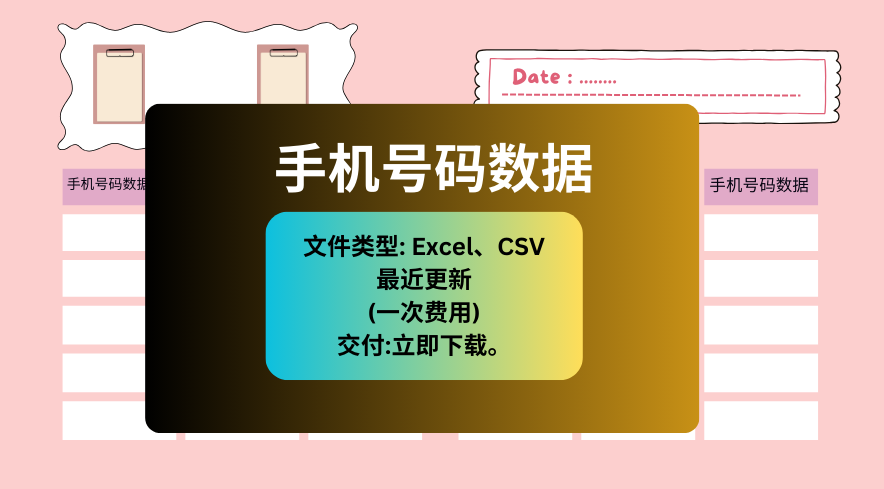 Date : ........
手机号码数据
手机号码数据
手机号码数据
文件类型: Excel、CSV
最近更新
(一次费用)
交付:立即下载。